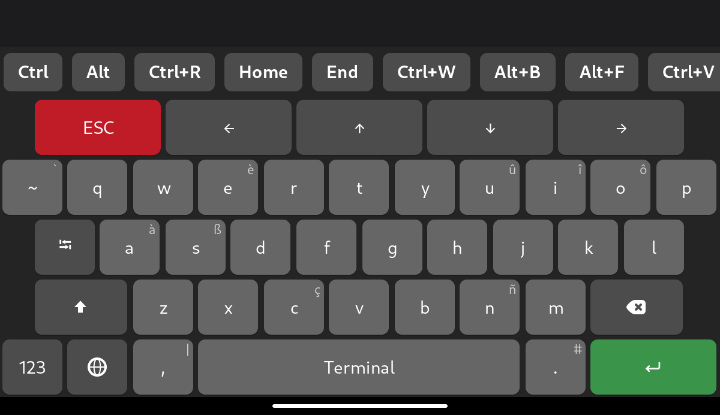 Ctrl Alt Ctrl+R Home End Ctrl+W Alt+B Alt+F Ctrl+V
ESC ← ↑ ↓ →
~ ` q w e è r t y u û i î o ô p
a à s ß d f g h j k l
z x c ç v b n ñ m
123 , | Terminal . #